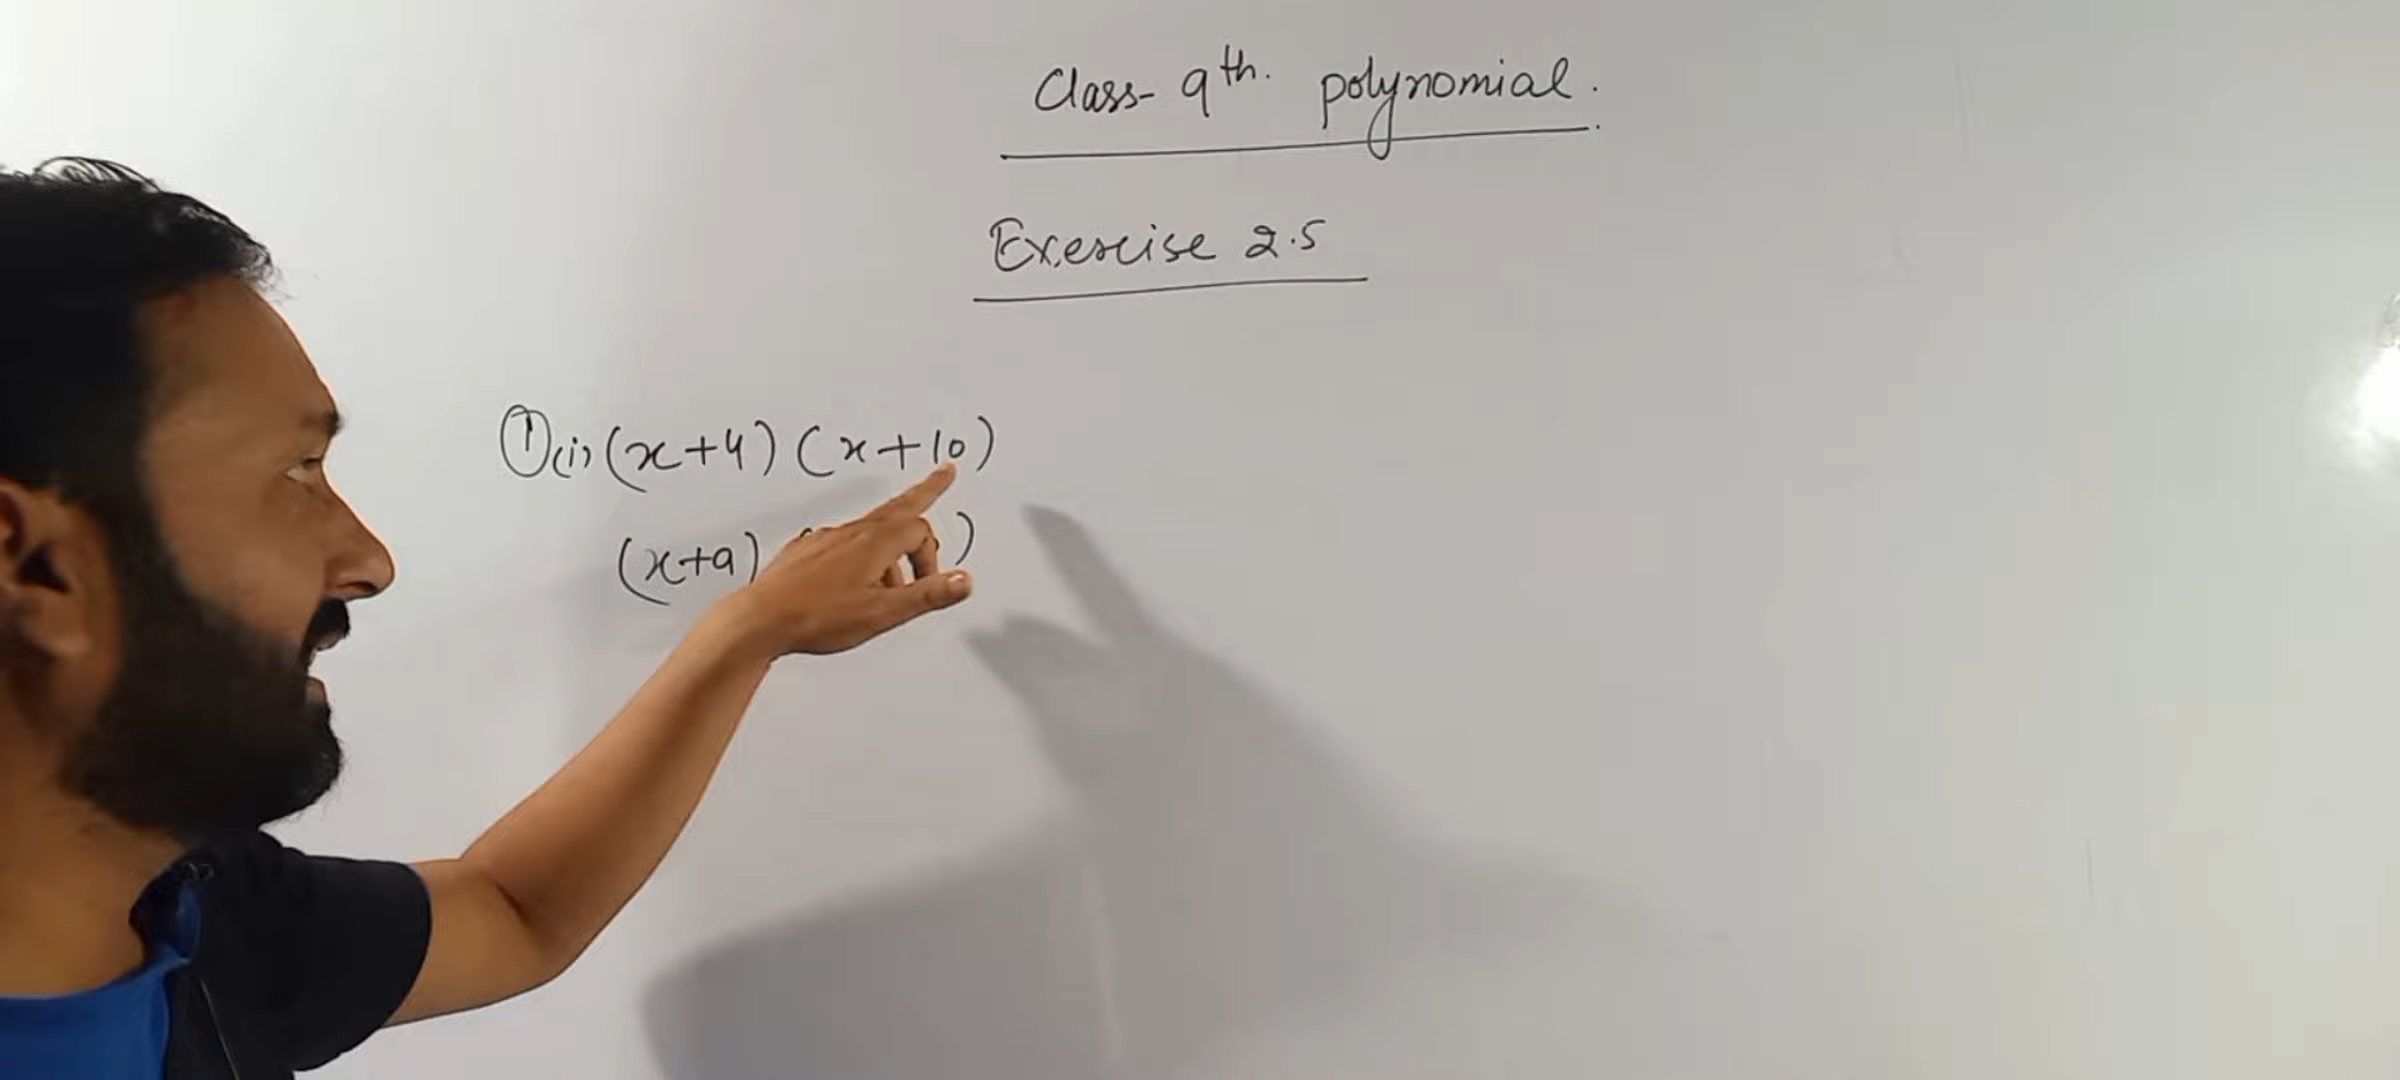 Class- 9th. polynomial.
Exercise 2.5
① (i) (x+4) (x+10)
(x+a) )